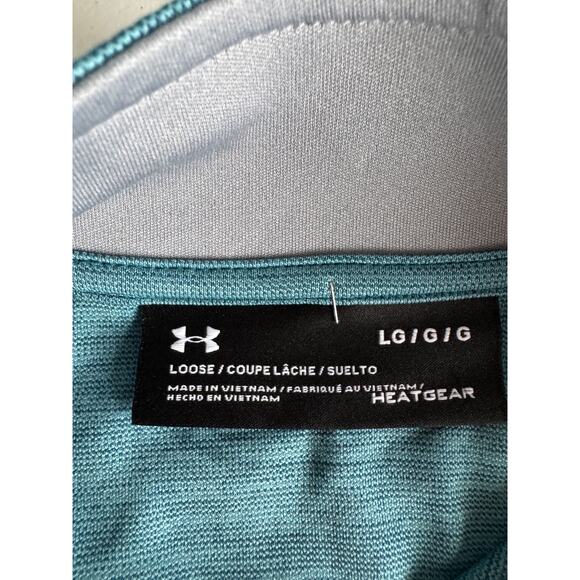 LG / G / G
LOOSE / COUPE LÂCHE / SUELTO
MADE IN VIETNAM / FABRIQUÉ AU VIETNAM /
HECHO EN VIETNAM
HEATGEAR